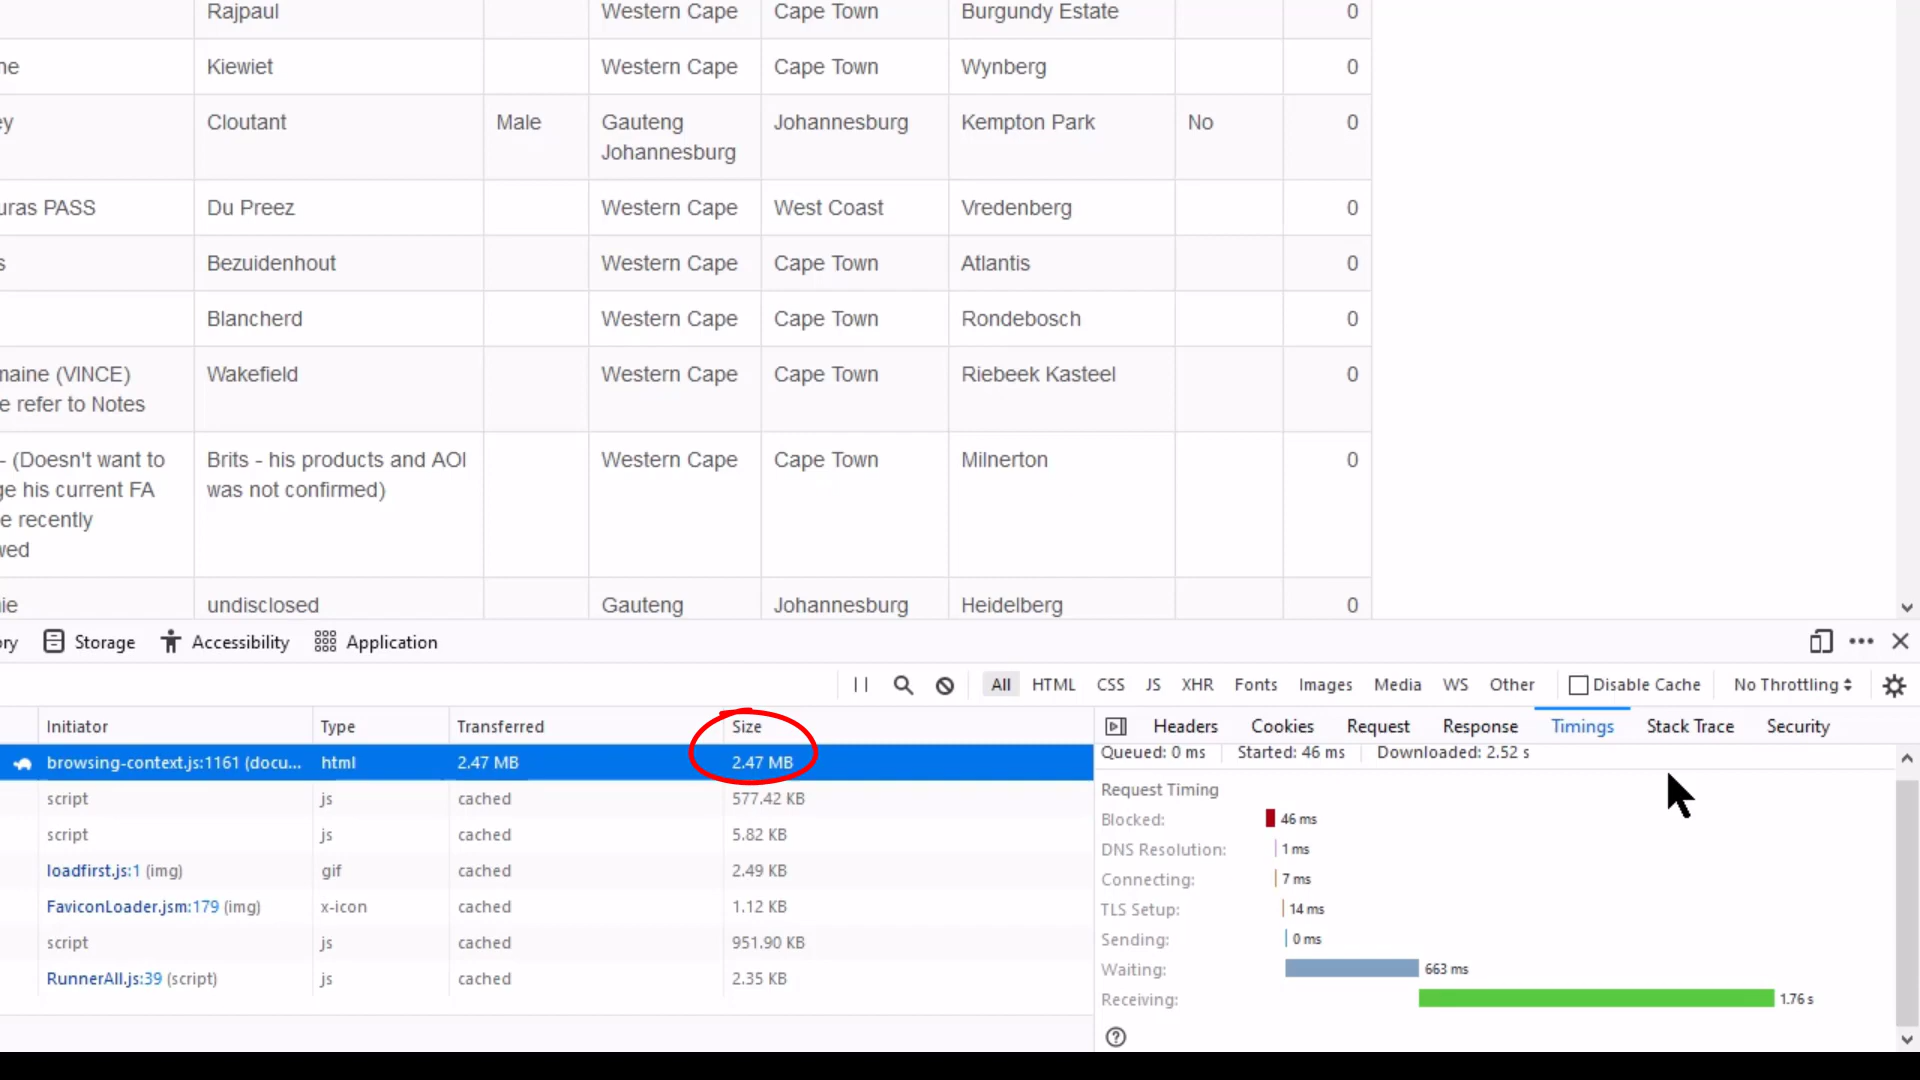 Rajpaul Western Cape Cape Town Burgundy Estate 0
ne Kiewiet Western Cape Cape Town Wynberg 0
ey Cloutant Male Gauteng Johannesburg Kempton Park No 0
Johannesburg
uras PASS Du Preez Western Cape West Coast Vredenberg 0
s Bezuidenhout Western Cape Cape Town Atlantis 0
Blancherd Western Cape Cape Town Rondebosch 0
maine (VINCE) Wakefield Western Cape Cape Town Riebeek Kasteel 0
e refer to Notes
- (Doesn't want to Brits - his products and AOI Western Cape Cape Town Milnerton 0
ge his current FA was not confirmed)
e recently
wed
ie undisclosed Gauteng Johannesburg Heidelberg 0
ry Storage Accessibility Application
All HTML CSS JS XHR Fonts Images Media WS Other Disable Cache No Throttling
Initiator Type Transferred Size
browsing-context.js:1161 (docu... html 2.47 MB 2.47 MB
script js cached 577.42 KB
script js cached 5.82 KB
loadfirst.js:1 (img) gif cached 2.49 KB
FaviconLoader.jsm:179 (img) x-icon cached 1.12 KB
script js cached 951.90 KB
RunnerAll.js:39 (script) js cached 2.35 KB
Headers Cookies Request Response Timings Stack Trace Security
Queued: 0 ms Started: 46 ms Downloaded: 2.52 s
Request Timing
Blocked: 46 ms
DNS Resolution: 1 ms
Connecting: 7 ms
TLS Setup: 14 ms
Sending: 0 ms
Waiting: 663 ms
Receiving: 1.76 s